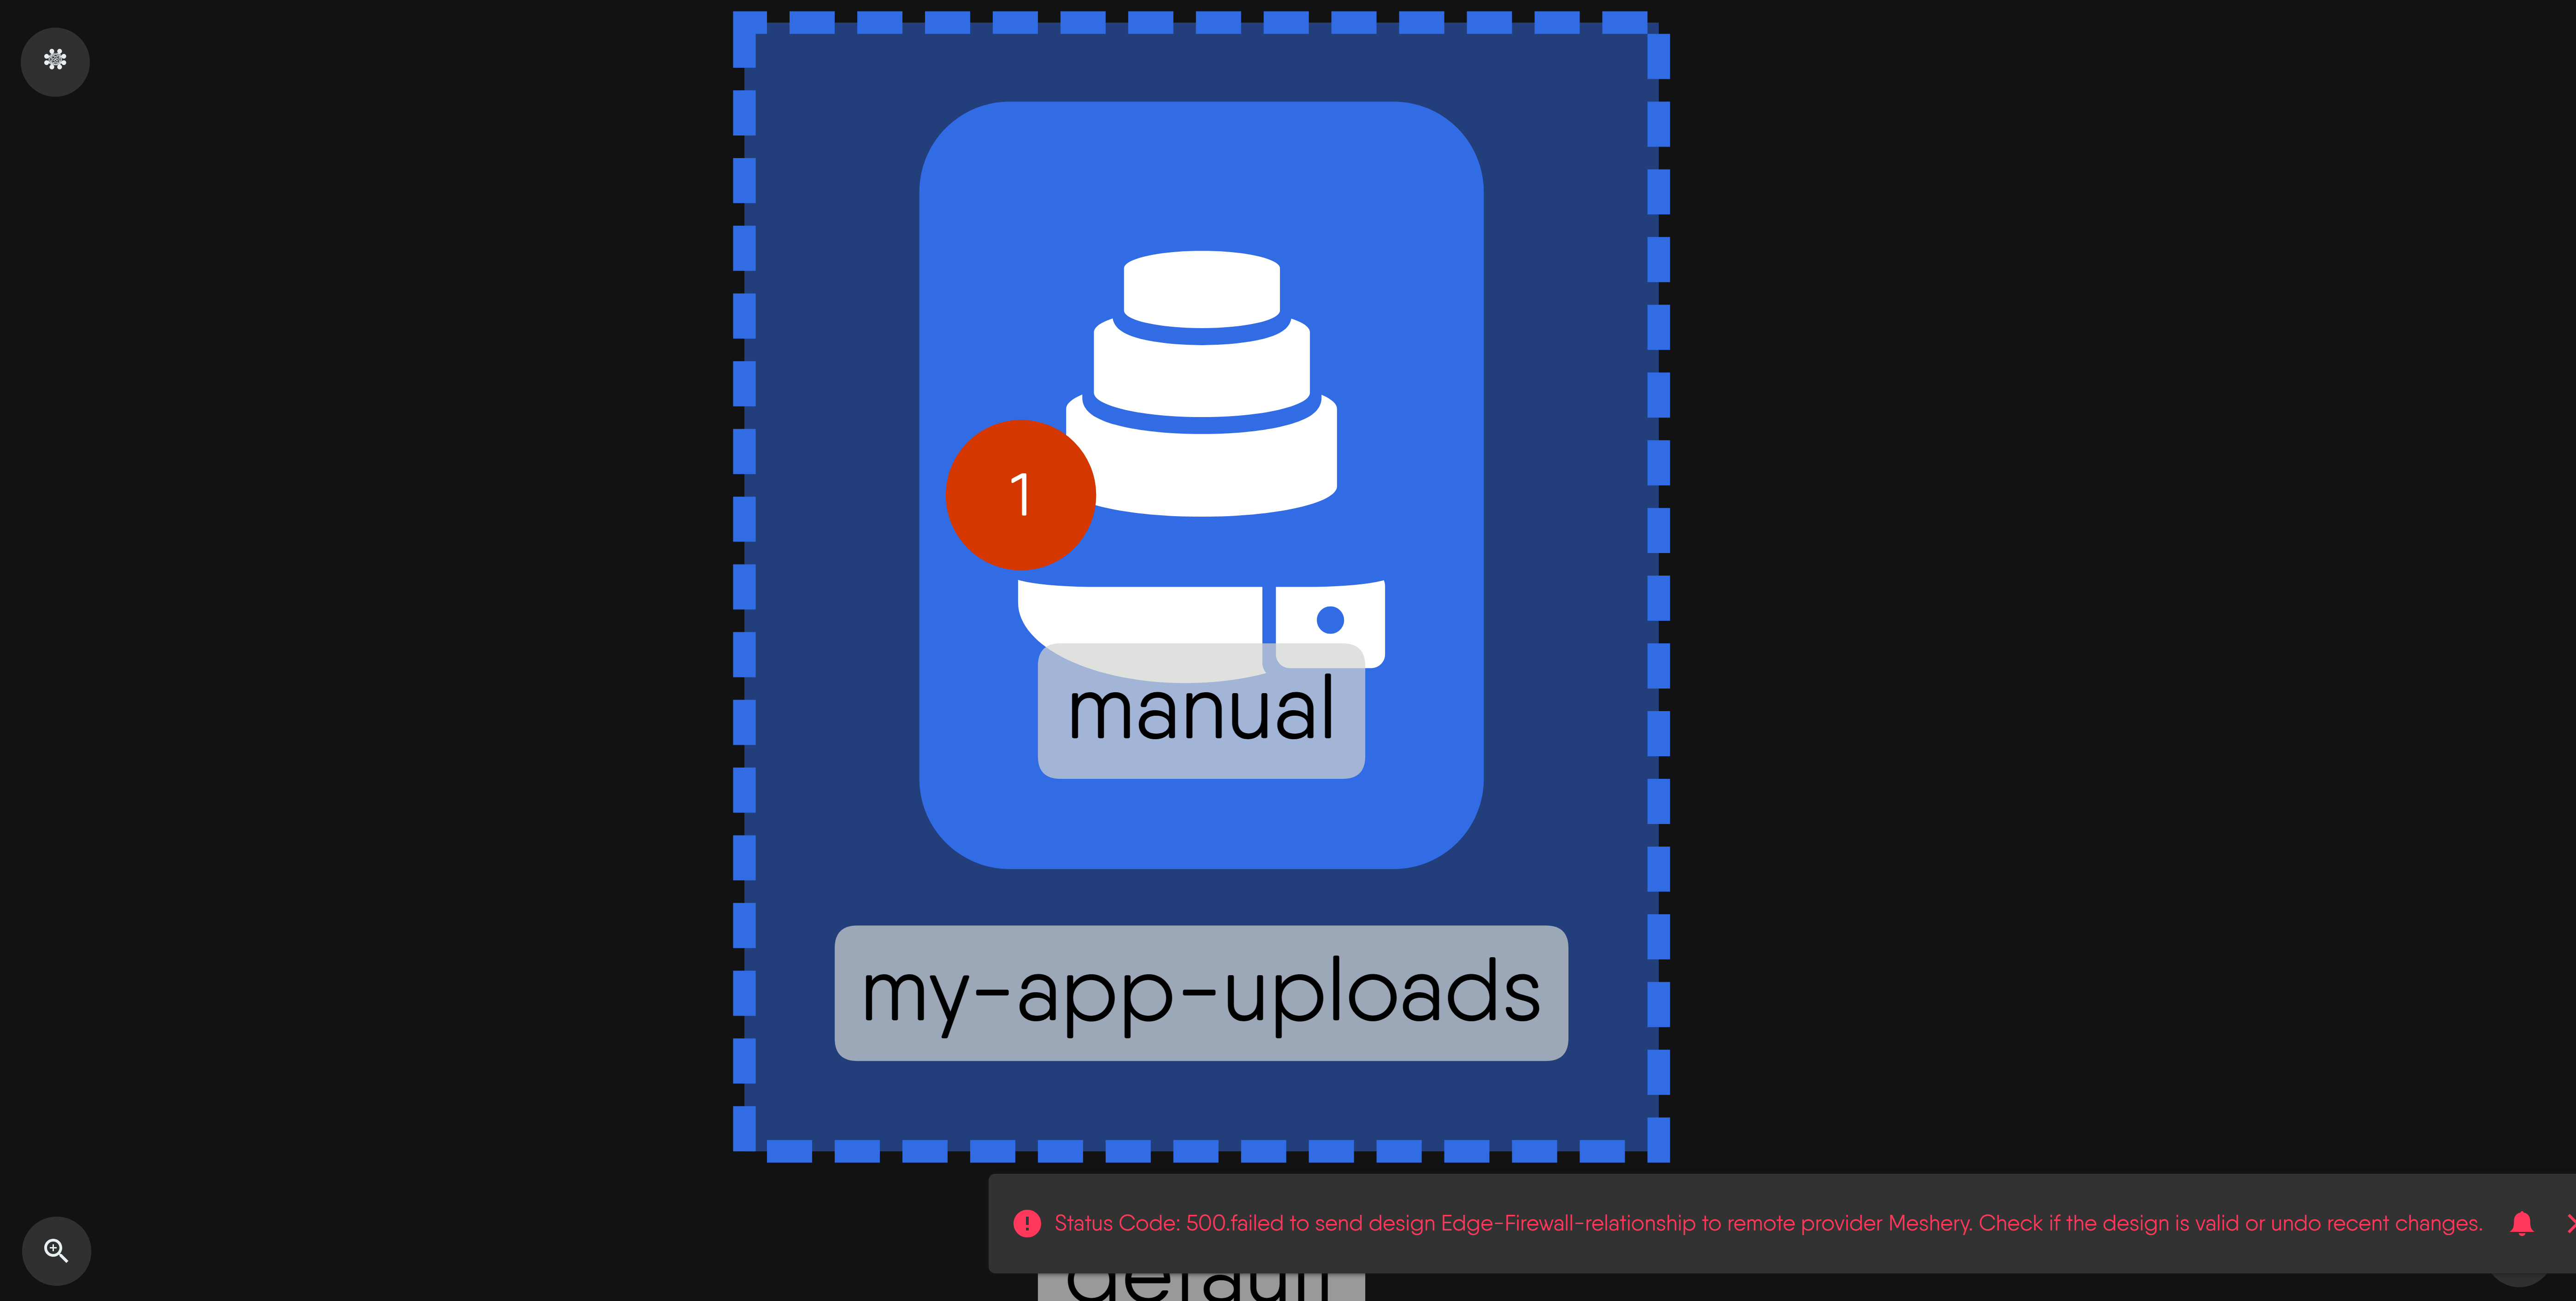 1
manual
my-app-uploads
Status Code: 500.failed to send design Edge-Firewall-relationship to remote provider Meshery. Check if the design is valid or undo recent changes.
default